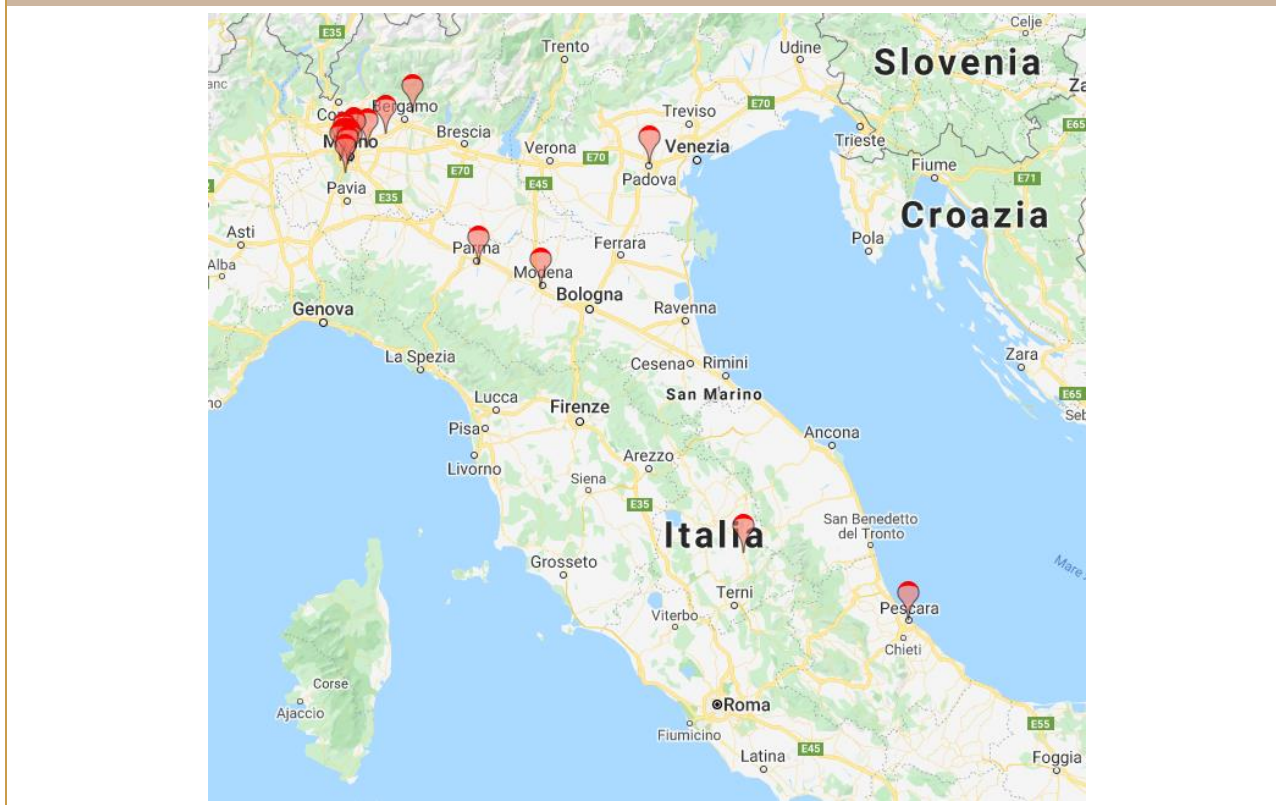 Celje
E35
Trento
Udine
Slovenia
Bergamo
Treviso
E70
E65
Brescia
Verona
E70
Venezia
Trieste
Milano
Padova
Fiume
E70
E45
E71
Pavia
E35
Croazia
Asti
Ferrara
Pola
Parma
Alba
Modena
Bologna
Genova
Ravenna
Zara
La Spezia
Cesena
Rimini
San Marino
E65
Lucca
Firenze
Pisa
Ancona
Livorno
Arezzo
Siena
E35
San Benedetto
del Tronto
Italia
Grosseto
Mare
Terni
Viterbo
Pescara
Chieti
Corse
Ajaccio
Roma
Fiumicino
E55
Latina
E45
Foggia